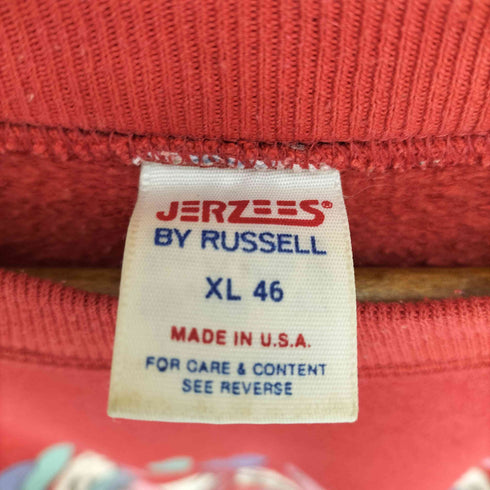 JERZEES®
BY RUSSELL
XL 46
MADE IN U.S.A.
FOR CARE & CONTENT
SEE REVERSE